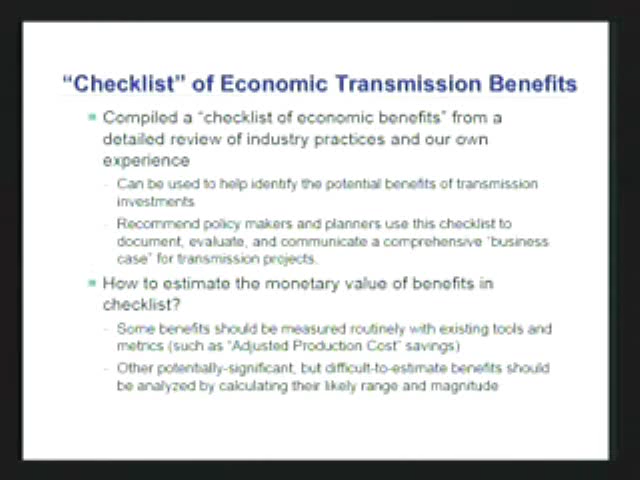 “Checklist” of Economic Transmission Benefits
Compiled a “checklist of economic benefits” from a
detailed review of industry practices and our own
experience
Can be used to help identify the potential benefits of transmission
investments
Recommend policy makers and planners use this checklist to
document, evaluate, and communicate a comprehensive “business
case” for transmission projects.
How to estimate the monetary value of benefits in
checklist?
Some benefits should be measured routinely with existing tools and
metrics (such as “Adjusted Production Cost” savings)
Other potentially-significant, but difficult-to-estimate benefits should
be analyzed by calculating their likely range and magnitude